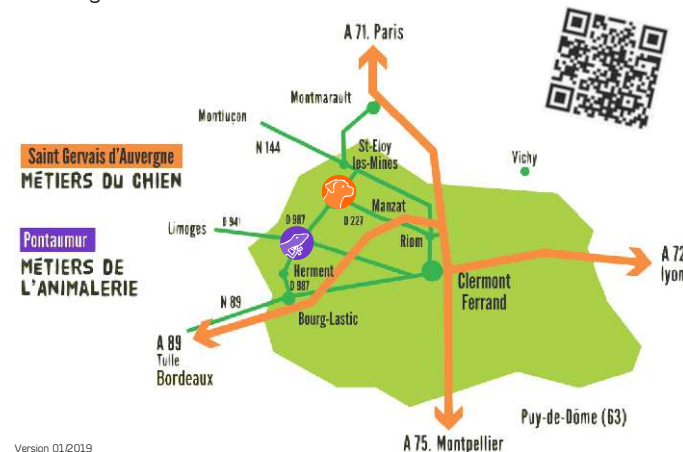 A 71. Paris
Montmarault
Montluçon
N 144
St-Eloy
les-Mines
Vichy
Saint Gervais d'Auvergne
MÉTIERS DU CHIEN
Manzat
Limoges
D 941
D 987
D 227
Riom
Pontaumur
MÉTIERS DE
L'ANIMALERIE
Herment
D 987
Clermont
Ferrand
A 72
lyon
N 89
Bourg-Lastic
A 89
Tulle
Bordeaux
Puy-de-Dôme (63)
A 75. Montpellier
Version 01/2019